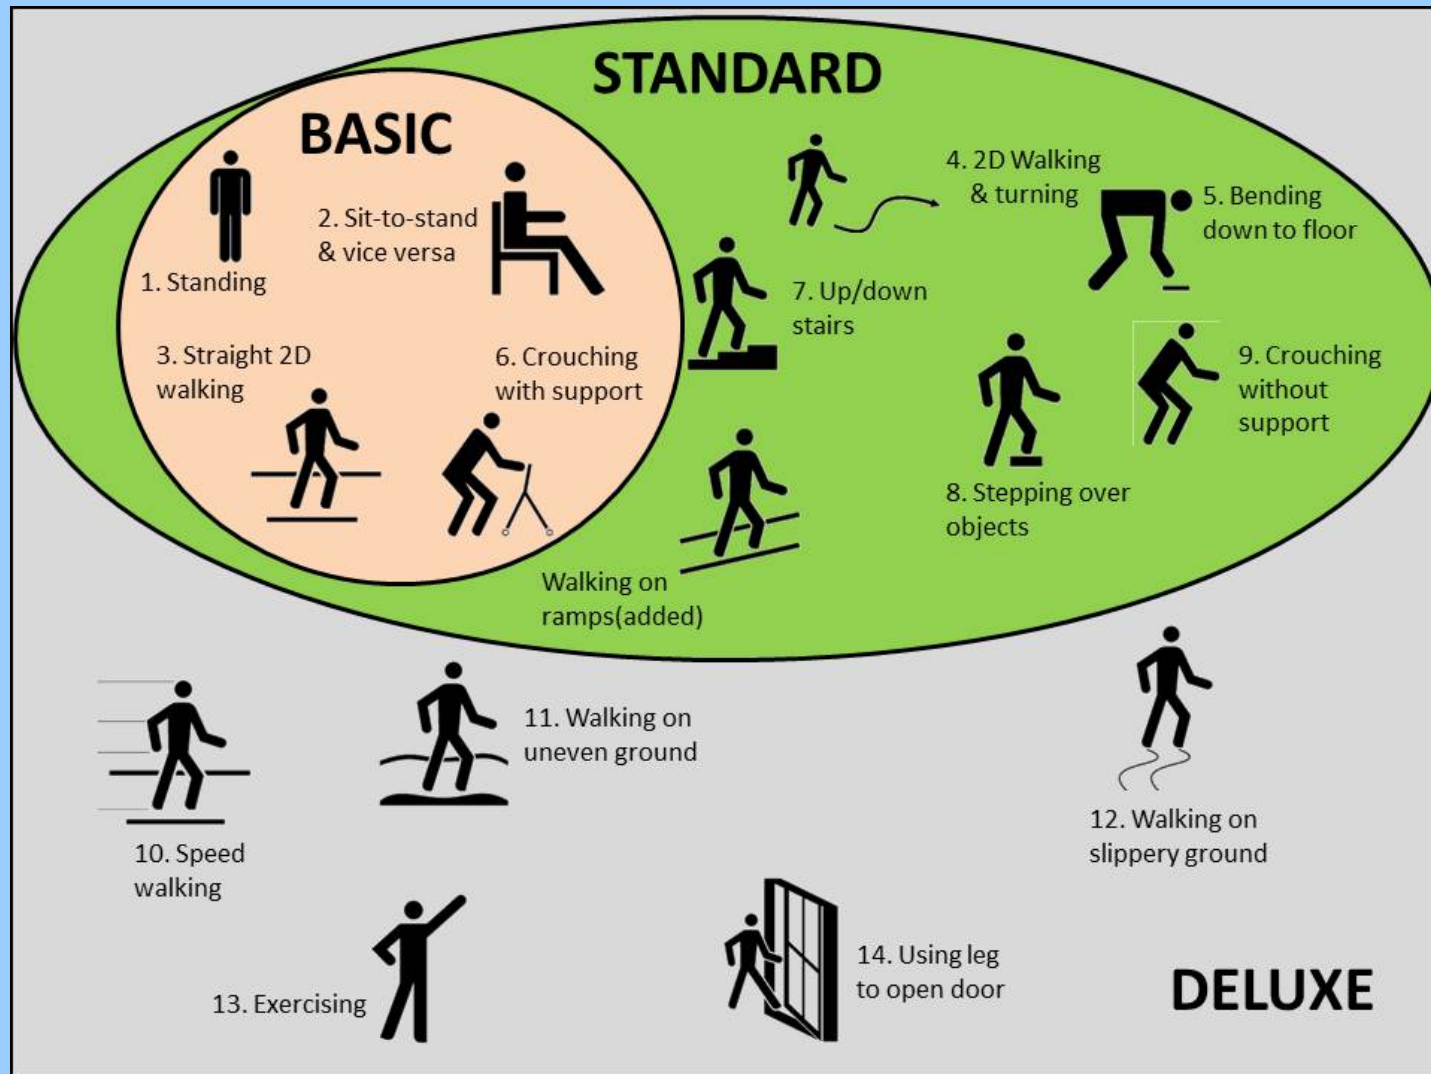 STANDARD
BASIC
1. Standing
2. Sit-to-stand
& vice versa
3. Straight 2D
walking
6. Crouching
with support
4. 2D Walking
& turning
5. Bending
down to floor
7. Up/down
stairs
9. Crouching
without
support
8. Stepping over
objects
Walking on
ramps(added)
10. Speed
walking
11. Walking on
uneven ground
12. Walking on
slippery ground
13. Exercising
14. Using leg
to open door
DELUXE